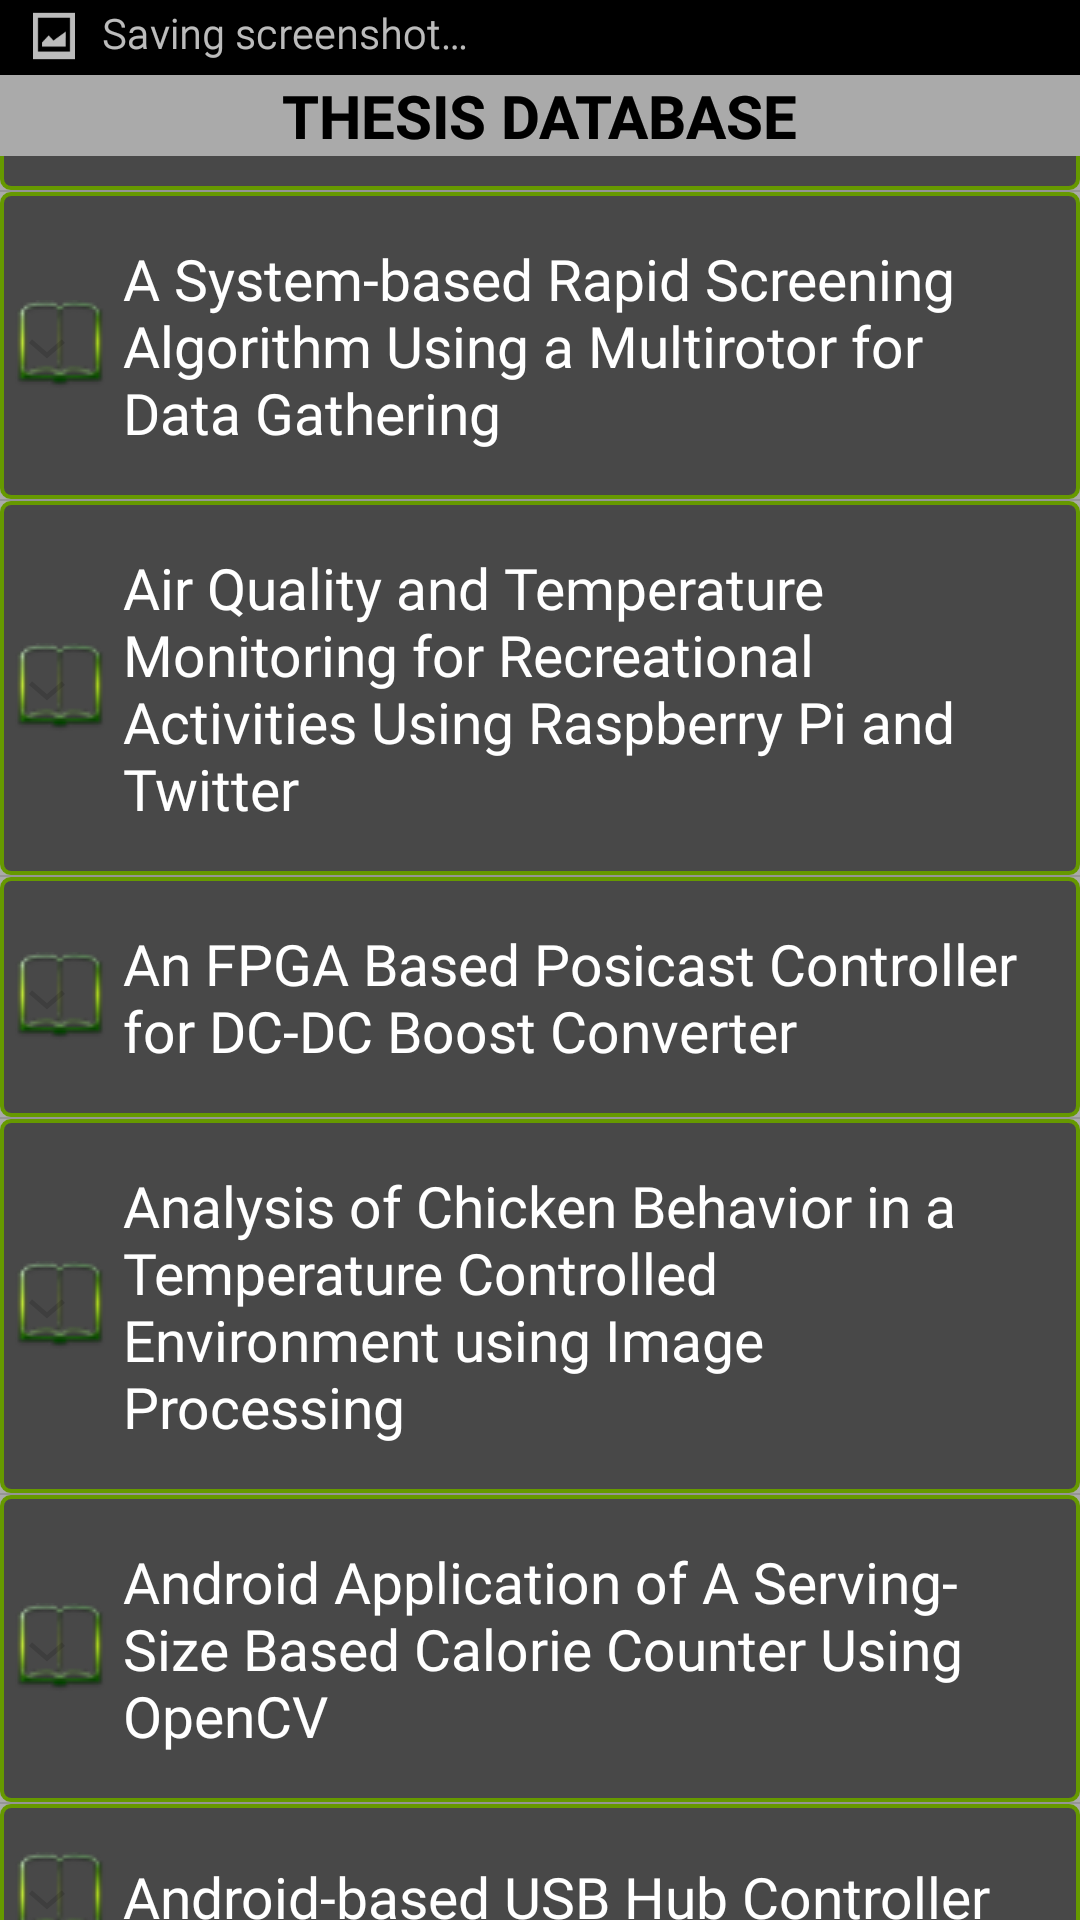 Saving screenshot...
THESIS DATABASE
A System-based Rapid Screening
Algorithm Using a Multirotor for
Data Gathering
Air Quality and Temperature
Monitoring for Recreational
Activities Using Raspberry Pi and
Twitter
An FPGA Based Posicast Controller
for DC-DC Boost Converter
Analysis of Chicken Behavior in a
Temperature Controlled
Environment using Image
Processing
Android Application of A Serving-
Size Based Calorie Counter Using
OpenCV
Android-based USB Hub Controller